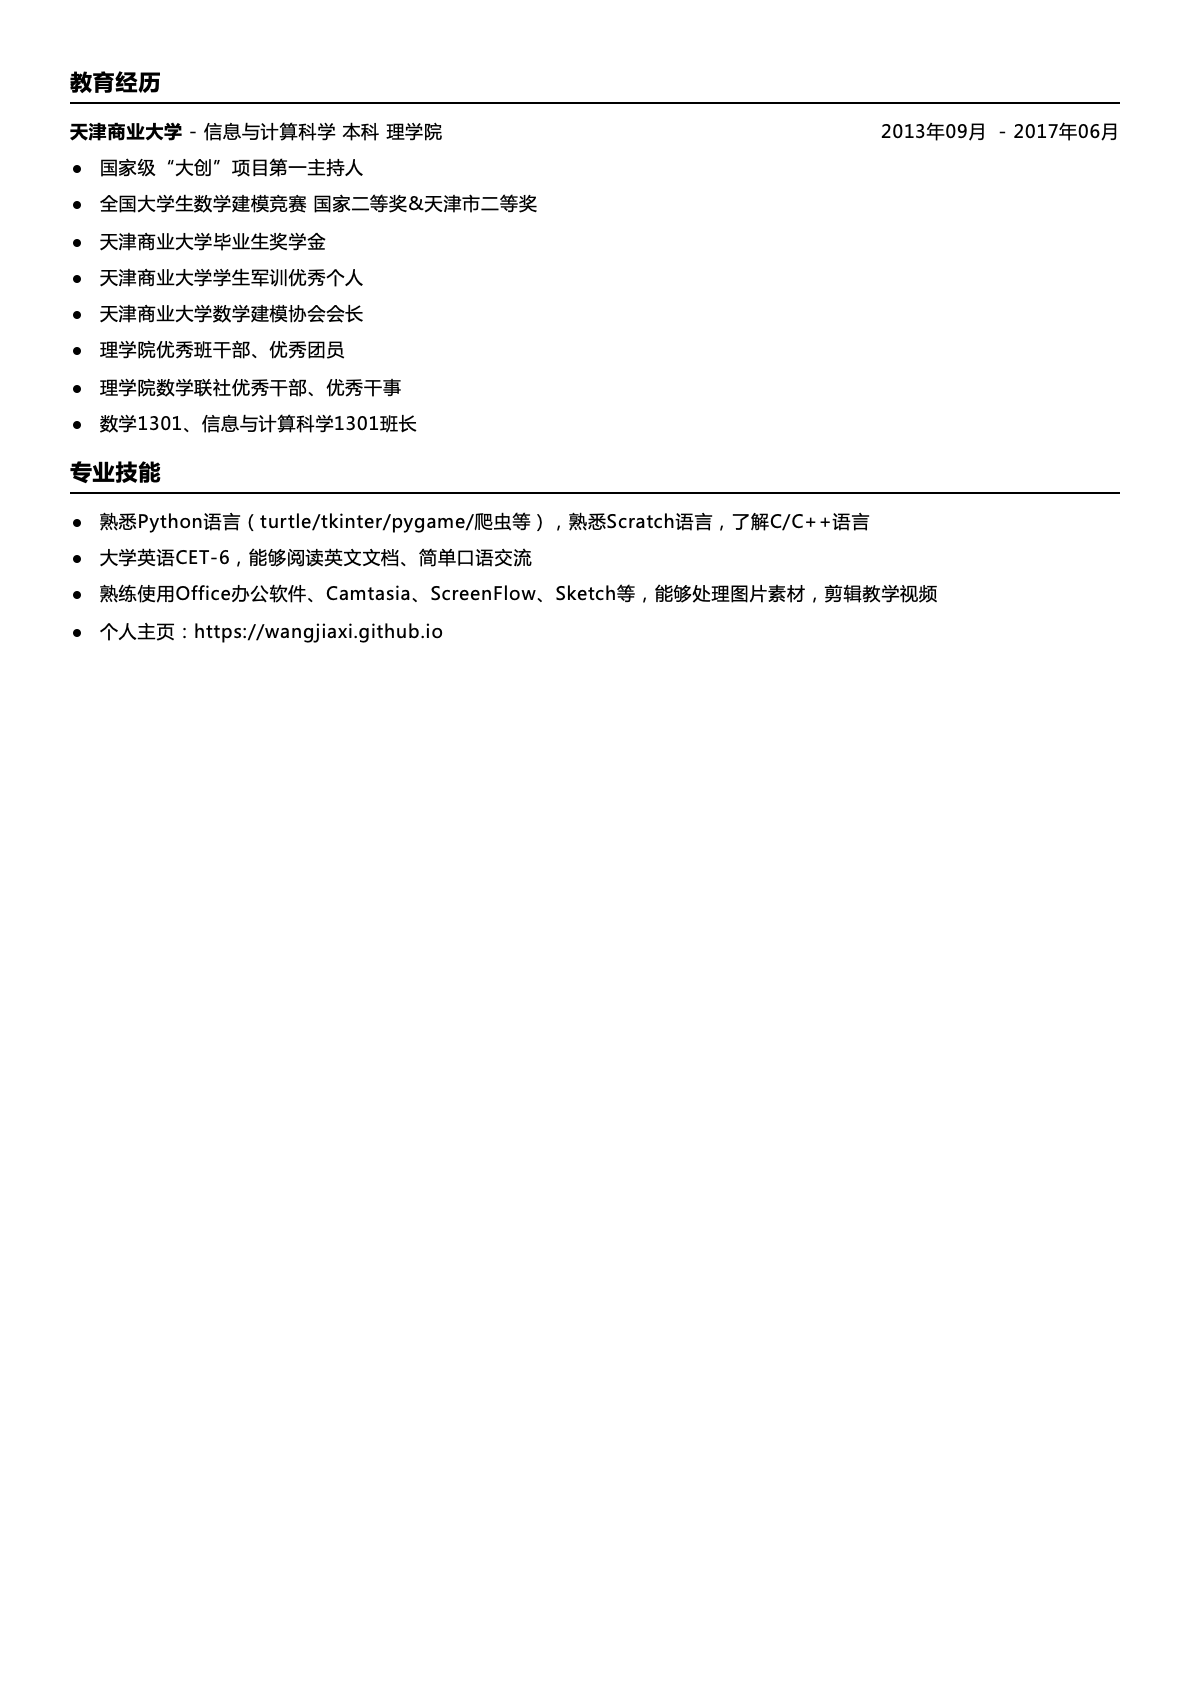 教育经历
天津商业大学 - 信息与计算科学 本科 理学院 2013年09月 - 2017年06月
● 国家级“大创”项目第一主持人
● 全国大学生数学建模竞赛 国家二等奖&天津市二等奖
● 天津商业大学毕业生奖学金
● 天津商业大学学生军训优秀个人
● 天津商业大学数学建模协会会长
● 理学院优秀班干部、优秀团员
● 理学院数学联社优秀干部、优秀干事
● 数学1301、信息与计算科学1301班长
专业技能
● 熟悉Python语言（turtle/tkinter/pygame/爬虫等），熟悉Scratch语言，了解C/C++语言
● 大学英语CET-6，能够阅读英文文档、简单口语交流
● 熟练使用Office办公软件、Camtasia、ScreenFlow、Sketch等，能够处理图片素材，剪辑教学视频
● 个人主页：https://wangjiaxi.github.io